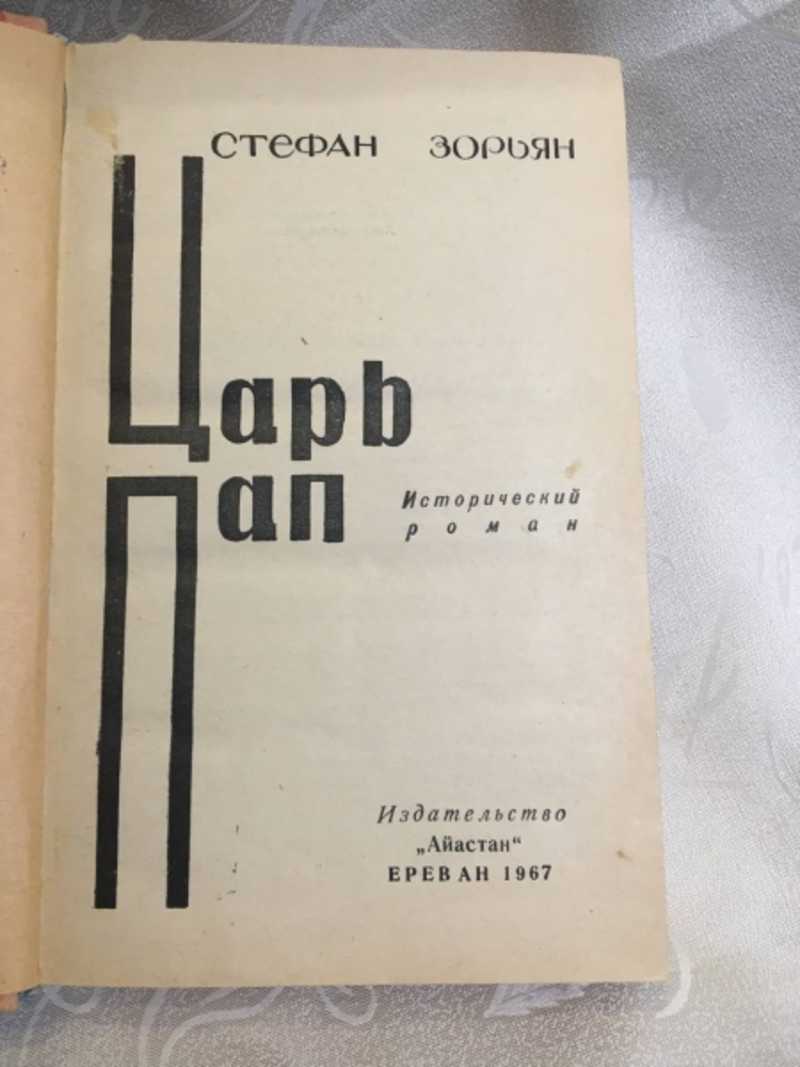 СТЕФАН ЗОРЬЯН
Царь
Пап
Исторический
роман
Издательство
„Айастан“
ЕРЕВАН 1967